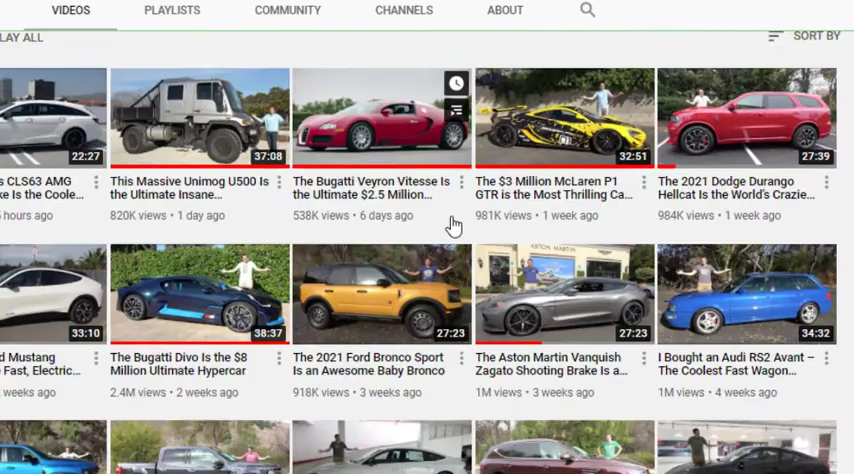 VIDEOS
PLAYLISTS
COMMUNITY
CHANNELS
ABOUT
LAY ALL
SORT BY
22:27
37:08
32:51
27:39
s CLS63 AMG
ke Is the Coole...
hours ago
This Massive Unimog U500 Is
the Ultimate Insane...
820K views • 1 day ago
The Bugatti Veyron Vitesse Is
the Ultimate $2.5 Million...
538K views • 6 days ago
The $3 Million McLaren P1
GTR is the Most Thrilling Ca...
981K views • 1 week ago
The 2021 Dodge Durango
Hellcat Is the World's Crazie...
984K views • 1 week ago
ASTON MARTIN
33:10
38:37
27:23
27:23
34:32
d Mustang
Fast, Electric...
weeks ago
The Bugatti Divo Is the $8
Million Ultimate Hypercar
2.4M views • 2 weeks ago
The 2021 Ford Bronco Sport
Is an Awesome Baby Bronco
918K views • 3 weeks ago
The Aston Martin Vanquish
Zagato Shooting Brake Is a...
1M views • 3 weeks ago
I Bought an Audi RS2 Avant –
The Coolest Fast Wagon...
1M views • 4 weeks ago